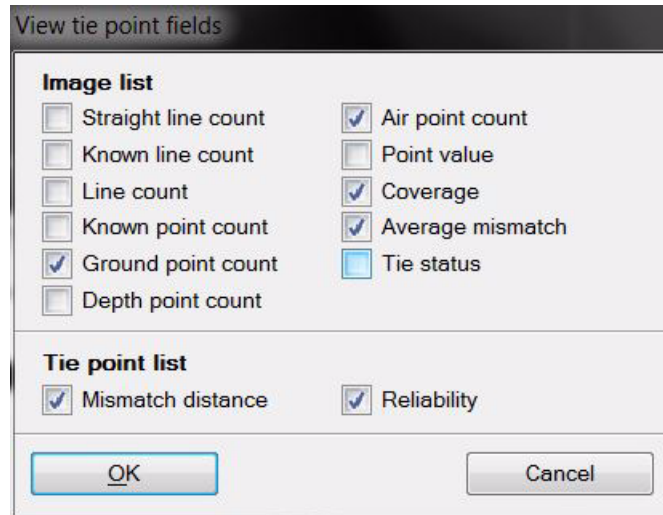 View tie point fields
Image list
Straight line count
Air point count
Known line count
Point value
Line count
Coverage
Known point count
Average mismatch
Ground point count
Tie status
Depth point count
Tie point list
Mismatch distance
Reliability
OK
Cancel